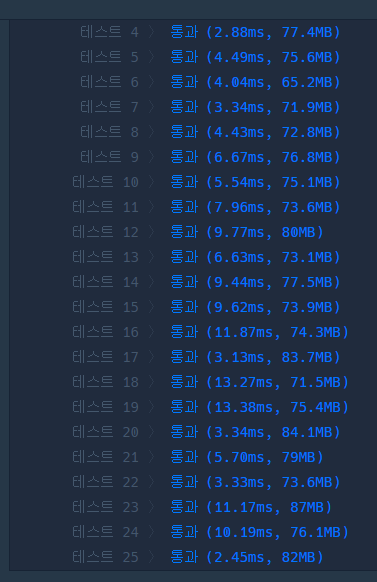 테스트 4 〉 통과 (2.88ms, 77.4MB)
테스트 5 〉 통과 (4.49ms, 75.6MB)
테스트 6 〉 통과 (4.04ms, 65.2MB)
테스트 7 〉 통과 (3.34ms, 71.9MB)
테스트 8 〉 통과 (4.43ms, 72.8MB)
테스트 9 〉 통과 (6.67ms, 76.8MB)
테스트 10 〉 통과 (5.54ms, 75.1MB)
테스트 11 〉 통과 (7.96ms, 73.6MB)
테스트 12 〉 통과 (9.77ms, 80MB)
테스트 13 〉 통과 (6.63ms, 73.1MB)
테스트 14 〉 통과 (9.44ms, 77.5MB)
테스트 15 〉 통과 (9.62ms, 73.9MB)
테스트 16 〉 통과 (11.87ms, 74.3MB)
테스트 17 〉 통과 (3.13ms, 83.7MB)
테스트 18 〉 통과 (13.27ms, 71.5MB)
테스트 19 〉 통과 (13.38ms, 75.4MB)
테스트 20 〉 통과 (3.34ms, 84.1MB)
테스트 21 〉 통과 (5.70ms, 79MB)
테스트 22 〉 통과 (3.33ms, 73.6MB)
테스트 23 〉 통과 (11.17ms, 87MB)
테스트 24 〉 통과 (10.19ms, 76.1MB)
테스트 25 〉 통과 (2.45ms, 82MB)